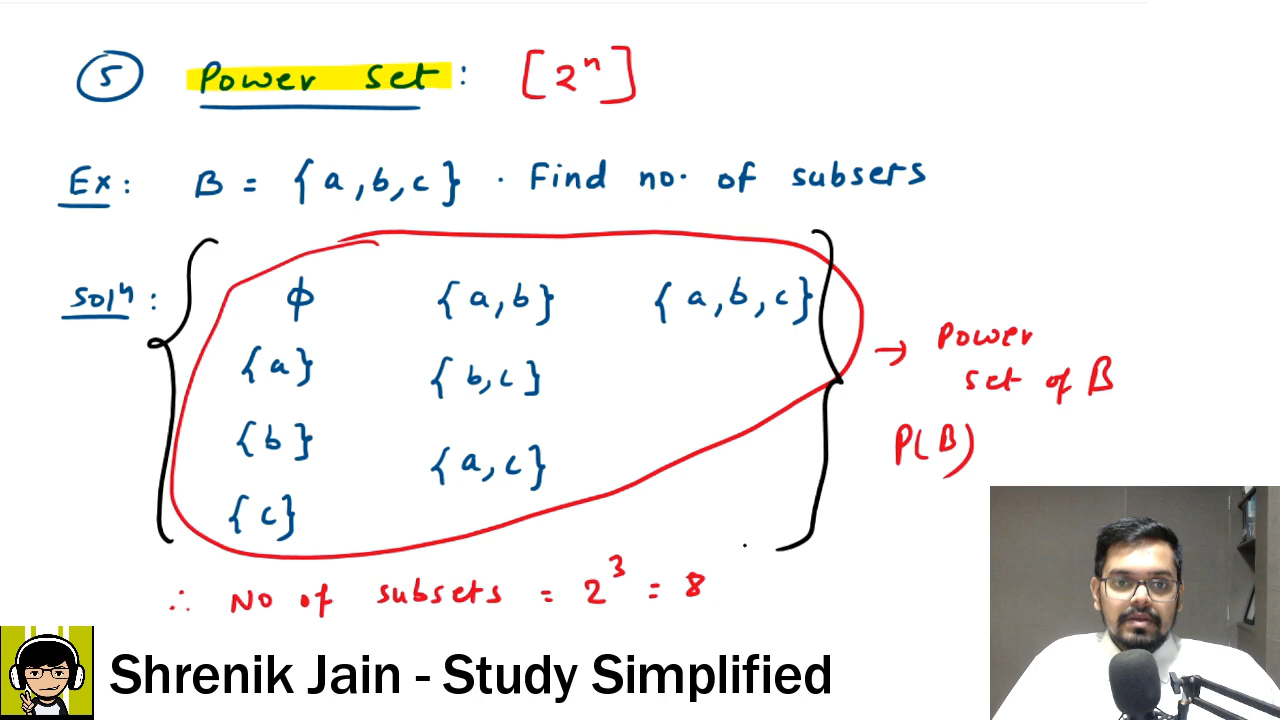 5 Power set : [2ⁿ]
Ex: B = {a, b, c} . Find no. of subsers
Solⁿ : { ϕ {a, b} {a, b, c} }
{a} {b, c}
{b} {a, c}
{c}
→ Power set of B
P(B)
∴ No of subsets = 2³ = 8
Shrenik Jain - Study Simplified